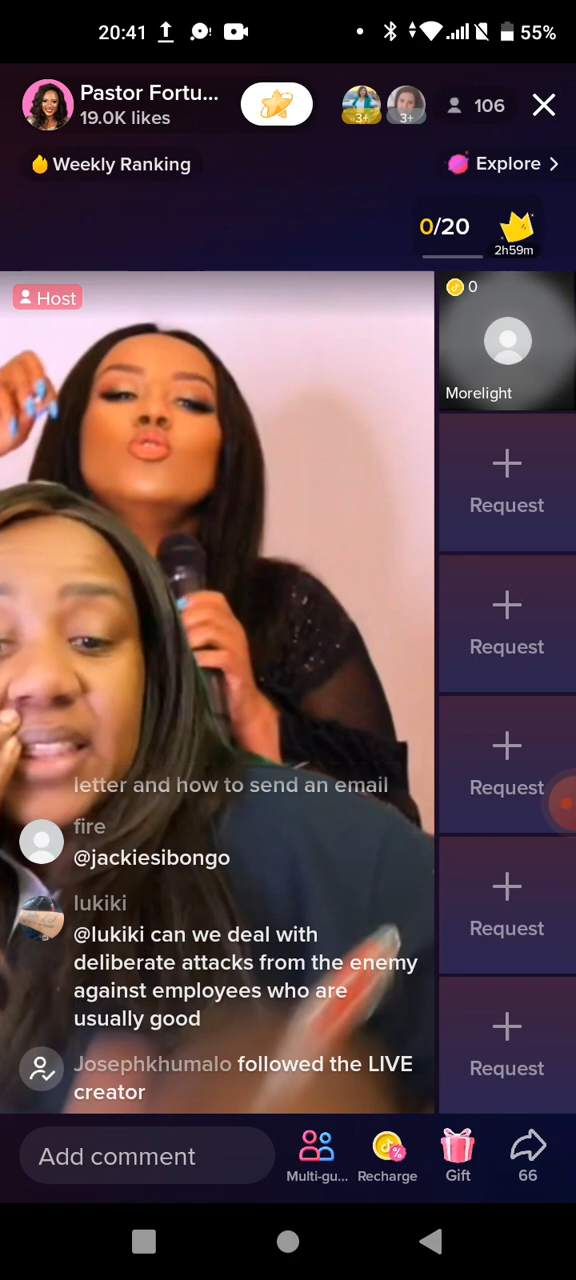 20:41 55%
Pastor Fortu...
19.0K likes
3+ 3+ 106
Weekly Ranking
Explore >
0/20
2h59m
Host
0
Morelight
Request
Request
Request
Request
Request
letter and how to send an email
fire
@jackiesibongo
lukiki
@lukiki can we deal with
deliberate attacks from the enemy
against employees who are
usually good
Josephkhumalo followed the LIVE
creator
Add comment
Multi-gu...
Recharge
Gift
66